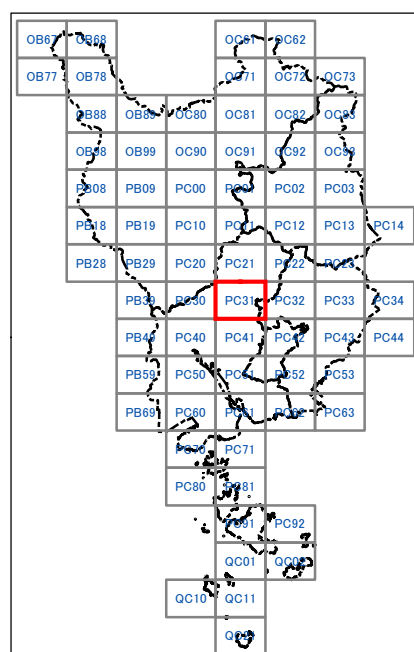 OB67 OB68 OC61 OC62
OB77 OB78 OC71 OC72 OC73
OB88 OB89 OC80 OC81 OC82 OC83
OB98 OB99 OC90 OC91 OC92 OC93
PB08 PB09 PC00 PC01 PC02 PC03
PB18 PB19 PC10 PC11 PC12 PC13 PC14
PB28 PB29 PC20 PC21 PC22 PC23
PB39 PC30 PC31 PC32 PC33 PC34
PB49 PC40 PC41 PC42 PC43 PC44
PB59 PC50 PC51 PC52 PC53
PB69 PC60 PC61 PC62 PC63
PC70 PC71
PC80 PC81
PC91 PC92
QC01 QC02
QC10 QC11
QC21